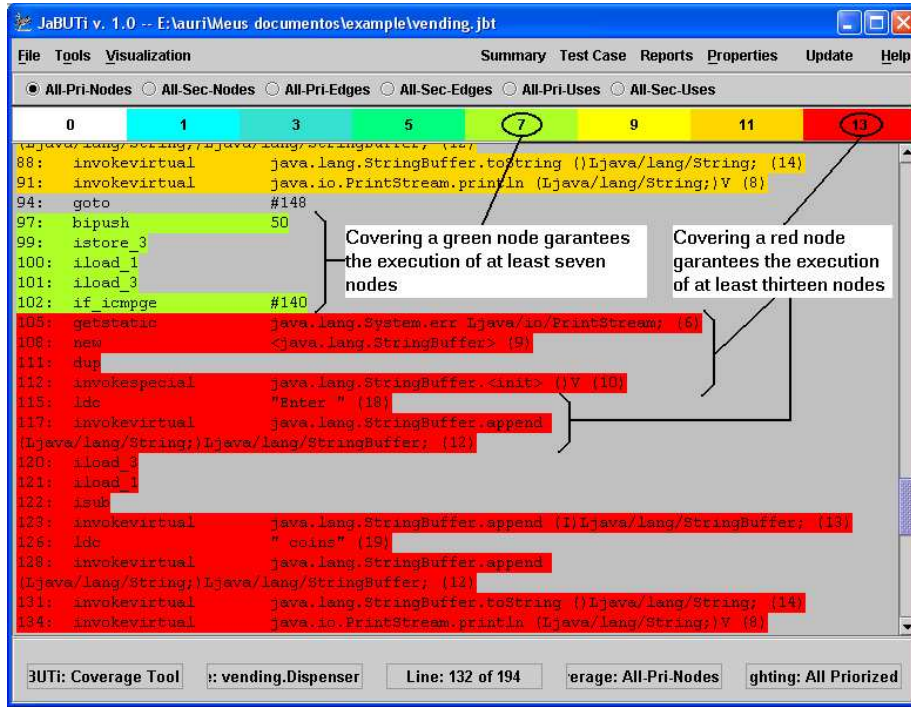 JaBUTi v. 1.0 -- E:\auri\Meus documentos\example\vending.jbt
File Tools Visualization Summary Test Case Reports Properties Update Help
All-Pri-Nodes All-Sec-Nodes All-Pri-Edges All-Sec-Edges All-Pri-Uses All-Sec-Uses
0 1 3 5 7 9 11 13
(Ljava/lang/String;)Ljava/lang/StringBuffer; (12)
88: invokevirtual java.lang.StringBuffer.toString ()Ljava/lang/String; (14)
91: invokevirtual java.io.PrintStream.println (Ljava/lang/String;)V (8)
94: goto #148
97: bipush 50
99: istore_3
100: iload_1
101: iload_3
102: if_icmpge #140
Covering a green node garantees
the execution of at least seven
nodes
Covering a red node
garantees the execution
of at least thirteen nodes
105: getstatic java.lang.System.err Ljava/io/PrintStream; (6)
108: new <java.lang.StringBuffer> (9)
111: dup
112: invokespecial java.lang.StringBuffer.<init> ()V (10)
115: ldc "Enter " (18)
117: invokevirtual java.lang.StringBuffer.append
(Ljava/lang/String;)Ljava/lang/StringBuffer; (12)
120: iload_3
121: iload_1
122: isub
123: invokevirtual java.lang.StringBuffer.append (I)Ljava/lang/StringBuffer; (13)
126: ldc " coins" (19)
128: invokevirtual java.lang.StringBuffer.append
(Ljava/lang/String;)Ljava/lang/StringBuffer; (12)
131: invokevirtual java.lang.StringBuffer.toString ()Ljava/lang/String; (14)
134: invokevirtual java.io.PrintStream.println (Ljava/lang/String;)V (8)
BUTi: Coverage Tool e: vending.Dispenser Line: 132 of 194 erage: All-Pri-Nodes ghting: All Priorized